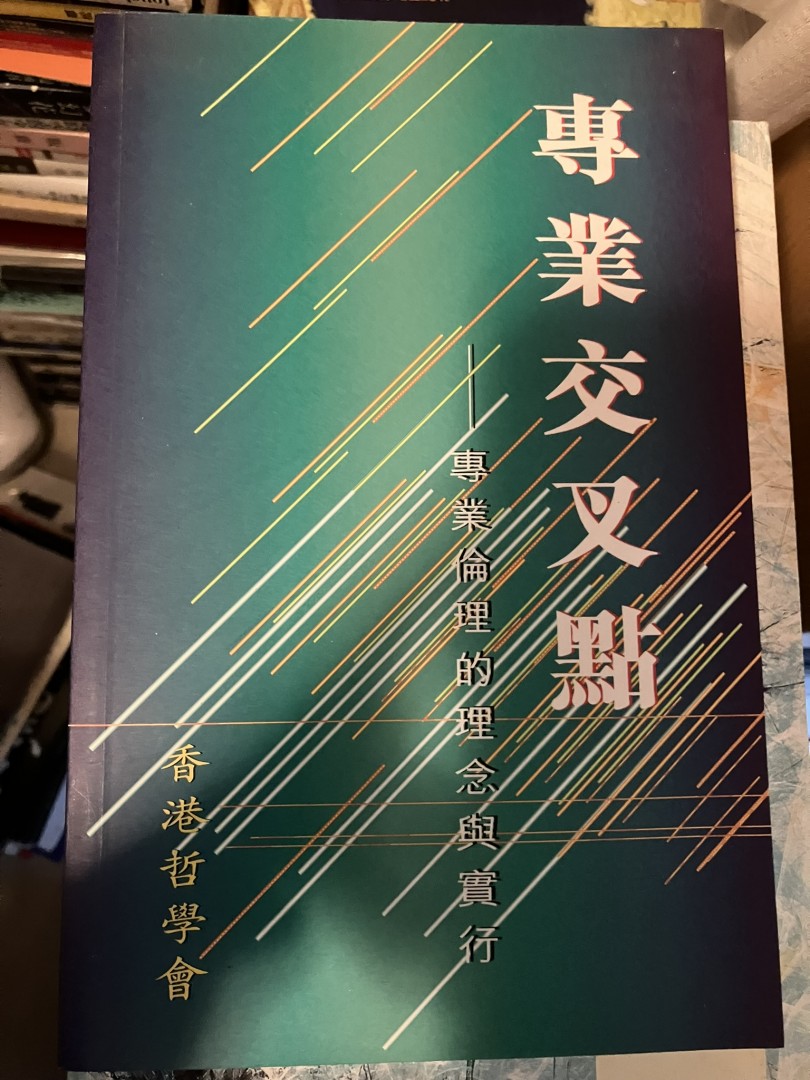 專業交叉點
──專業倫理的理念與實行
香港哲學會